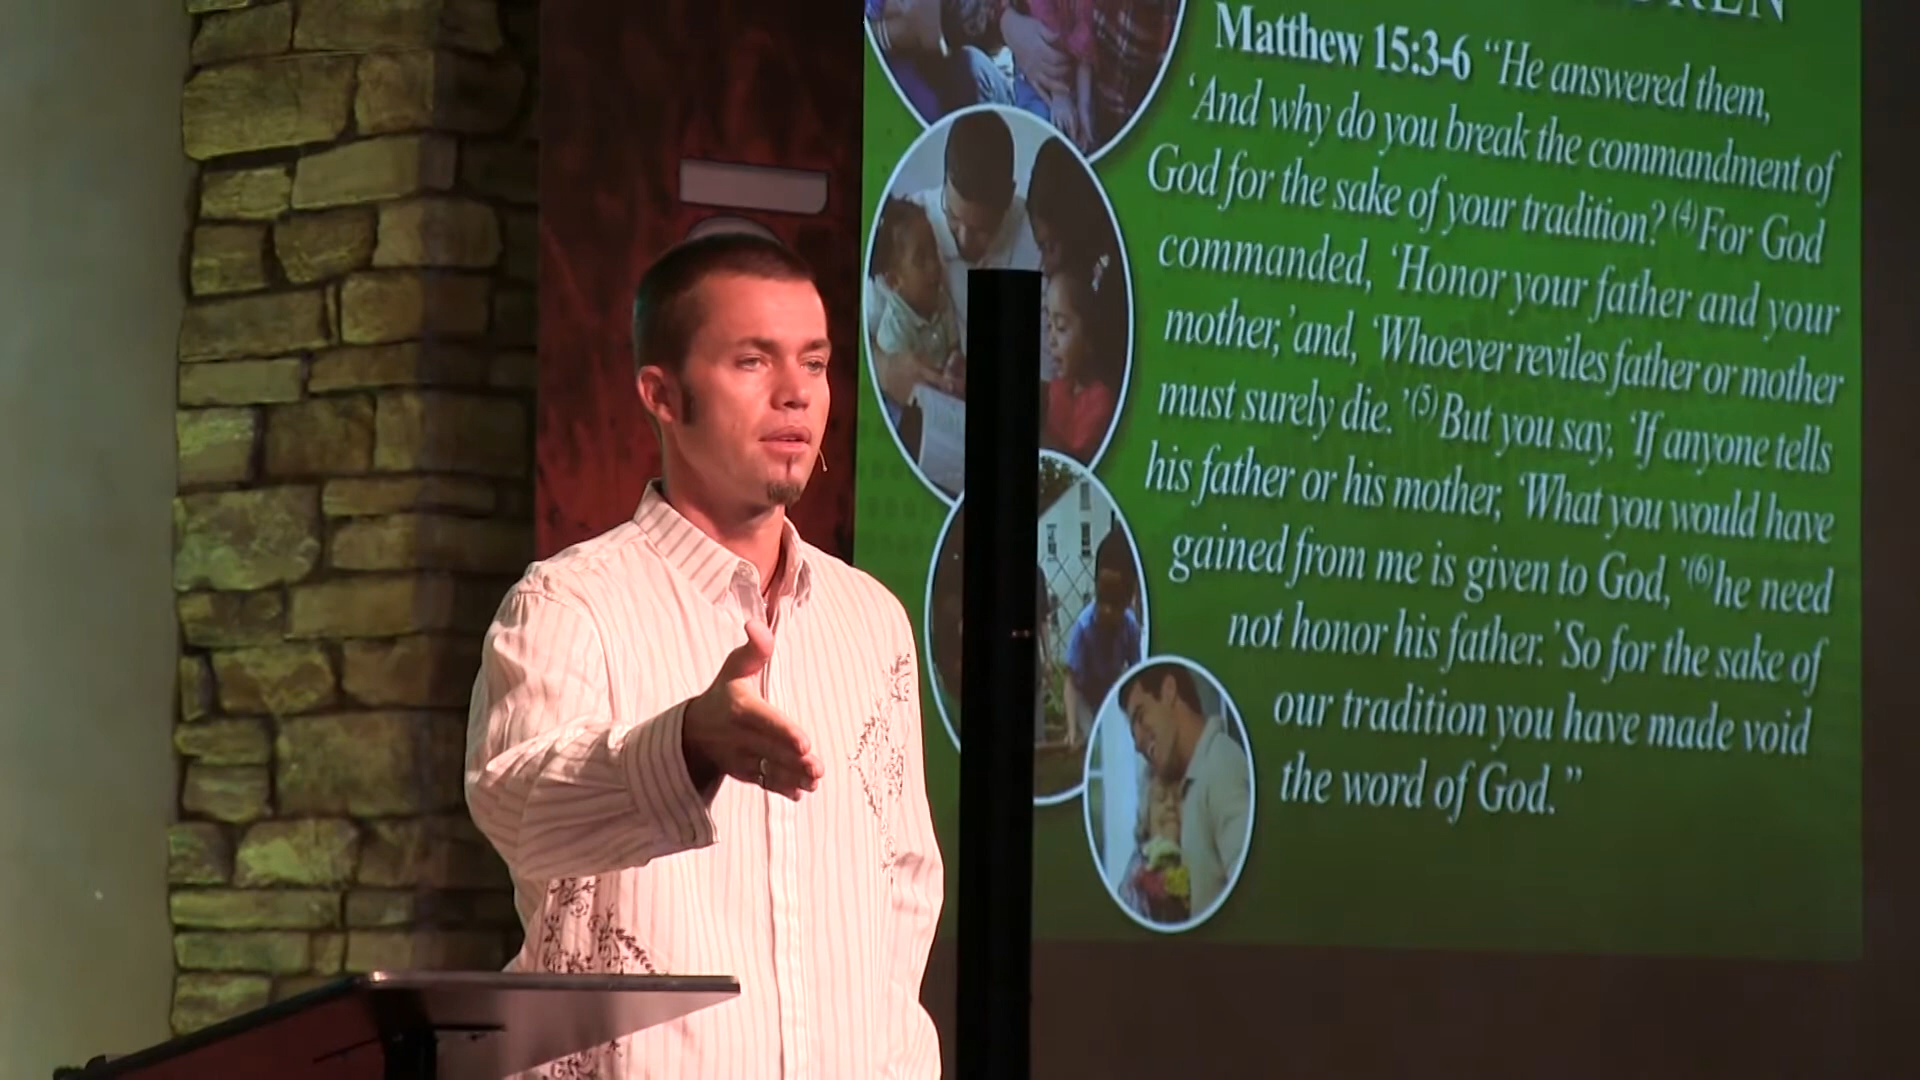 Matthew 15:3-6 “He answered them,
‘And why do you break the commandment of
God for the sake of your tradition? (4)For God
commanded, ‘Honor your father and your
mother,’ and, ‘Whoever reviles father or mother
must surely die.’ (5)But you say, ‘If anyone tells
his father or his mother, ‘What you would have
gained from me is given to God,’ (6)he need
not honor his father.’ So for the sake of
our tradition you have made void
the word of God.”